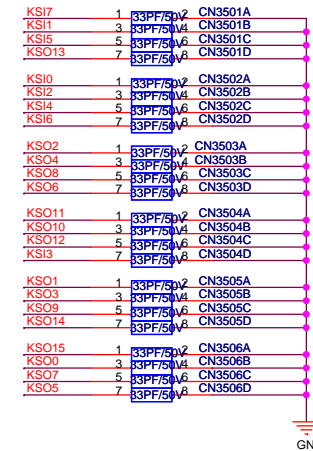 KSI7 1 33PF/50V 2 CN3501A
KSI1 3 33PF/50V 4 CN3501B
KSI5 5 33PF/50V 6 CN3501C
KSO13 7 33PF/50V 8 CN3501D
KSI0 1 33PF/50V 2 CN3502A
KSI2 3 33PF/50V 4 CN3502B
KSI4 5 33PF/50V 6 CN3502C
KSI6 7 33PF/50V 8 CN3502D
KSO2 1 33PF/50V 2 CN3503A
KSO4 3 33PF/50V 4 CN3503B
KSO8 5 33PF/50V 6 CN3503C
KSO6 7 33PF/50V 8 CN3503D
KSO11 1 33PF/50V 2 CN3504A
KSO10 3 33PF/50V 4 CN3504B
KSO12 5 33PF/50V 6 CN3504C
KSI3 7 33PF/50V 8 CN3504D
KSO1 1 33PF/50V 2 CN3505A
KSO3 3 33PF/50V 4 CN3505B
KSO9 5 33PF/50V 6 CN3505C
KSO14 7 33PF/50V 8 CN3505D
KSO15 1 33PF/50V 2 CN3506A
KSO0 3 33PF/50V 4 CN3506B
KSO7 5 33PF/50V 6 CN3506C
KSO5 7 33PF/50V 8 CN3506D
GN